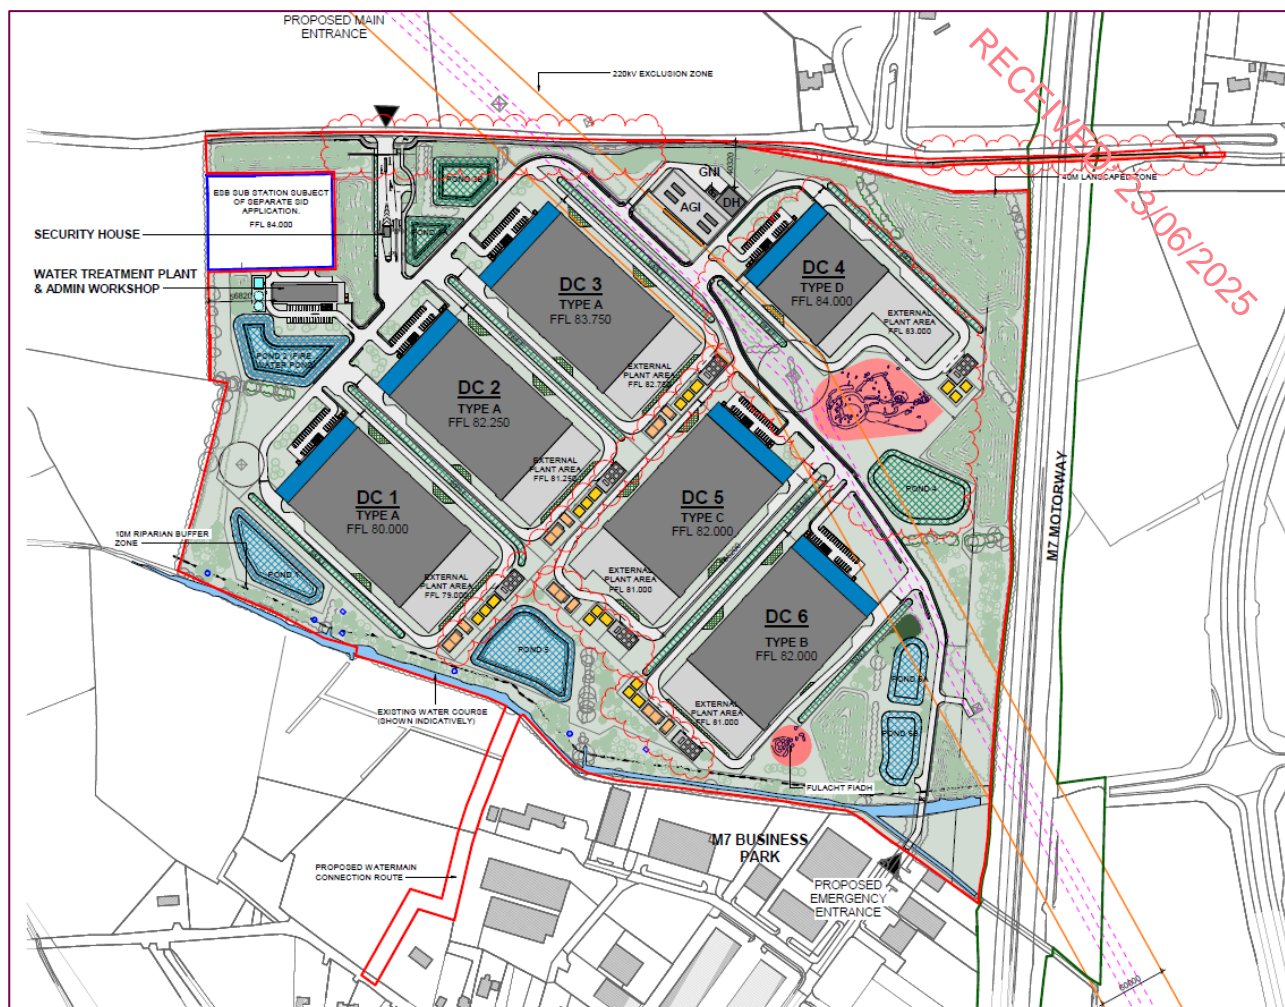 PROPOSED MAIN
ENTRANCE
220kV EXCLUSION ZONE
RECEIVED: 23/06/2025
40M LANSCAPED ZONE
ESB SUB STATION SUBJECT
OF SEPARATE SID
APPLICATION.
FFL 84.000
SECURITY HOUSE
WATER TREATMENT PLANT
& ADMIN WORKSHOP
56820
POND 3B
GNI
AGI
DH
40320
DC 3
TYPE A
FFL 83.750
EXTERNAL
PLANT AREA
FFL 82.750
DC 4
TYPE D
FFL 84.000
EXTERNAL
PLANT AREA
FFL 83.000
POND 2 (FIRE
WATER POND)
DC 2
TYPE A
FFL 82.250
EXTERNAL
PLANT AREA
FFL 81.250
DC 1
TYPE A
FFL 80.000
EXTERNAL
PLANT AREA
FFL 79.000
DC 5
TYPE C
FFL 82.000
EXTERNAL
PLANT AREA
FFL 81.000
POND 4
M7 MOTORWAY
10M RIPARIAN BUFFER
ZONE
POND 1
DC 6
TYPE B
FFL 82.000
EXTERNAL
PLANT AREA
FFL 81.000
POND 5
POND 6A
POND 6B
EXISTING WATER COURSE
(SHOWN INDICATIVELY)
FULACHT FIADH
M7 BUSINESS
PARK
PROPOSED WATERMAIN
CONNECTION ROUTE
PROPOSED
EMERGENCY
ENTRANCE
60000